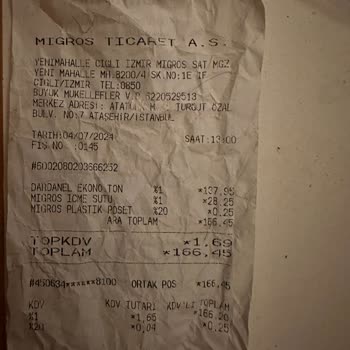 MIGROS TICARET A.S.
YENIMAHALLE CIGLI IZMIR MIGROS SAT MGZ
YENI MAHALLE MH.8200/4 SK.NO:1E IF
CIGLI/IZMIR TEL:0850
BUYUK MUKELLEFLER V.D 6220529513
MERKEZ ADRESI: ATATURK M. TURGUT OZAL
BULV. NO:7 ATASEHIR/ISTANBUL
TARIH:04/07/2024 SAAT:13:00
FIS NO :0145
DARDANEL EKONO.TON %1 *137,95
MIGROS ICME SUTU %1 *28,25
MIGROS PLASTIK POSET %20 *0,25
ARA TOPLAM *166,45
TOPKDV *1,69
TOPLAM *166,45
#450634******8100 ORTAK POS *166,45
KDV KDV TUTARI KDV'LI TOPLAM
%1 *1,65 *166,20
%20 *0,04 *0,25